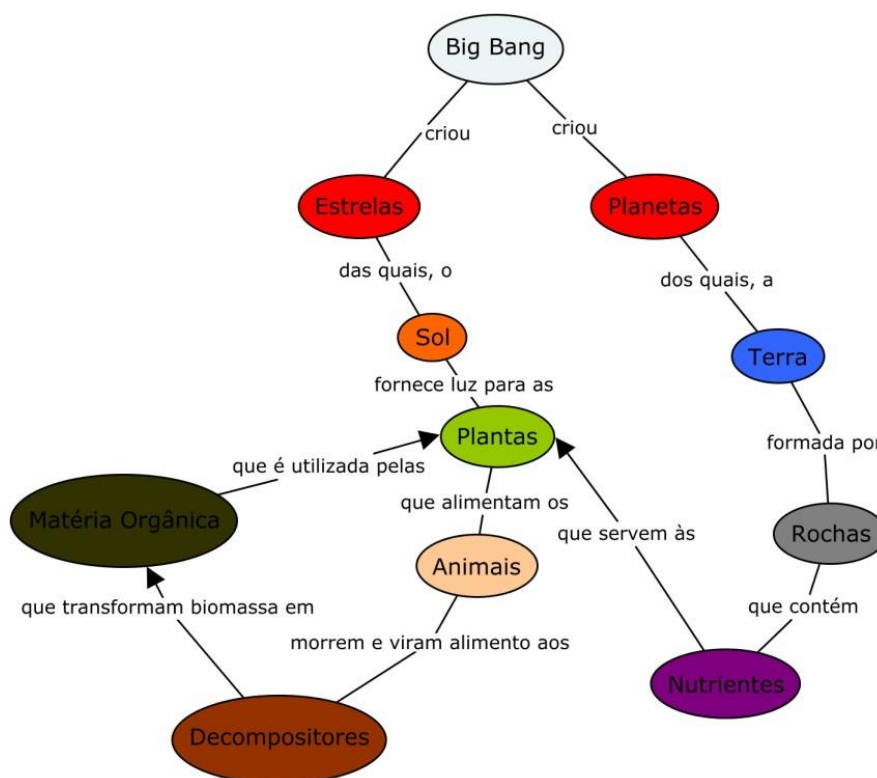 Big Bang
criou
criou
Estrelas
Planetas
das quais, o
dos quais, a
Sol
Terra
fornece luz para as
Plantas
formada por
que é utilizada pelas
que alimentam os
Matéria Orgânica
que servem às
Rochas
Animais
que transformam biomassa em
que contém
morrem e viram alimento aos
Nutrientes
Decompositores